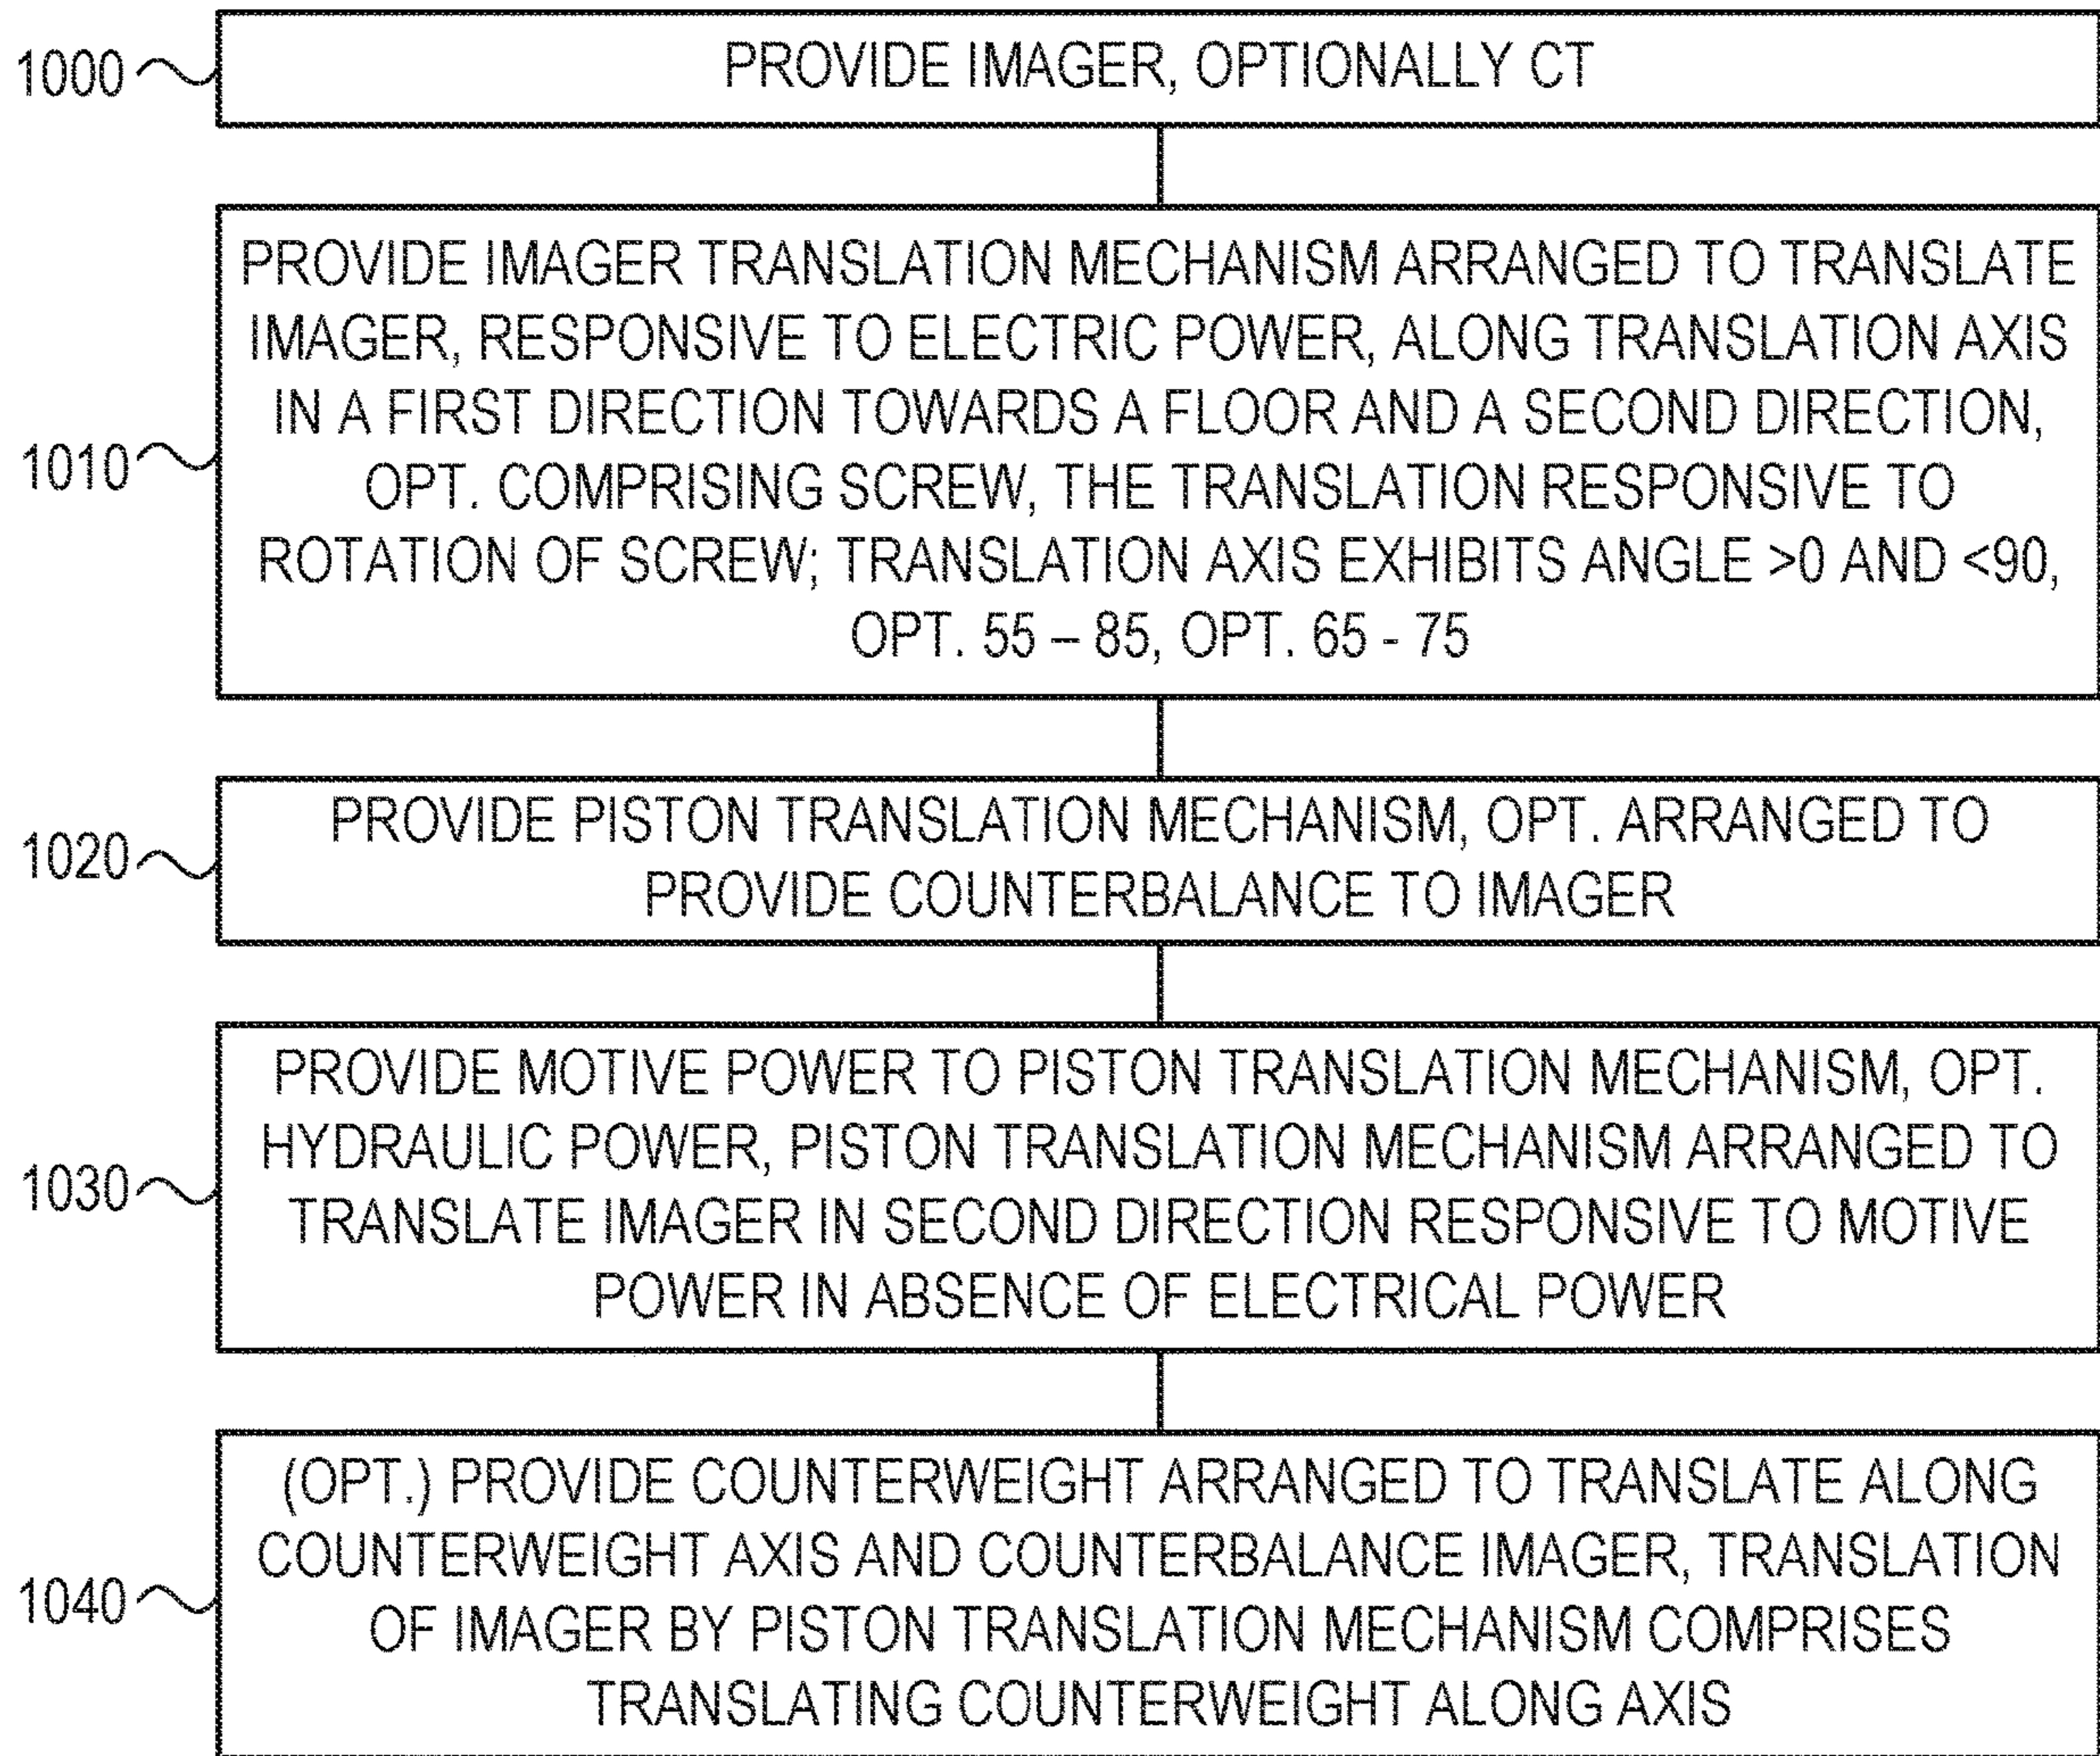 1000
PROVIDE IMAGER, OPTIONALLY CT
1010
PROVIDE IMAGER TRANSLATION MECHANISM ARRANGED TO TRANSLATE
IMAGER, RESPONSIVE TO ELECTRIC POWER, ALONG TRANSLATION AXIS
IN A FIRST DIRECTION TOWARDS A FLOOR AND A SECOND DIRECTION,
OPT. COMPRISING SCREW, THE TRANSLATION RESPONSIVE TO
ROTATION OF SCREW; TRANSLATION AXIS EXHIBITS ANGLE >0 AND <90,
OPT. 55 – 85, OPT. 65 - 75
1020
PROVIDE PISTON TRANSLATION MECHANISM, OPT. ARRANGED TO
PROVIDE COUNTERBALANCE TO IMAGER
1030
PROVIDE MOTIVE POWER TO PISTON TRANSLATION MECHANISM, OPT.
HYDRAULIC POWER, PISTON TRANSLATION MECHANISM ARRANGED TO
TRANSLATE IMAGER IN SECOND DIRECTION RESPONSIVE TO MOTIVE
POWER IN ABSENCE OF ELECTRICAL POWER
1040
(OPT.) PROVIDE COUNTERWEIGHT ARRANGED TO TRANSLATE ALONG
COUNTERWEIGHT AXIS AND COUNTERBALANCE IMAGER, TRANSLATION
OF IMAGER BY PISTON TRANSLATION MECHANISM COMPRISES
TRANSLATING COUNTERWEIGHT ALONG AXIS